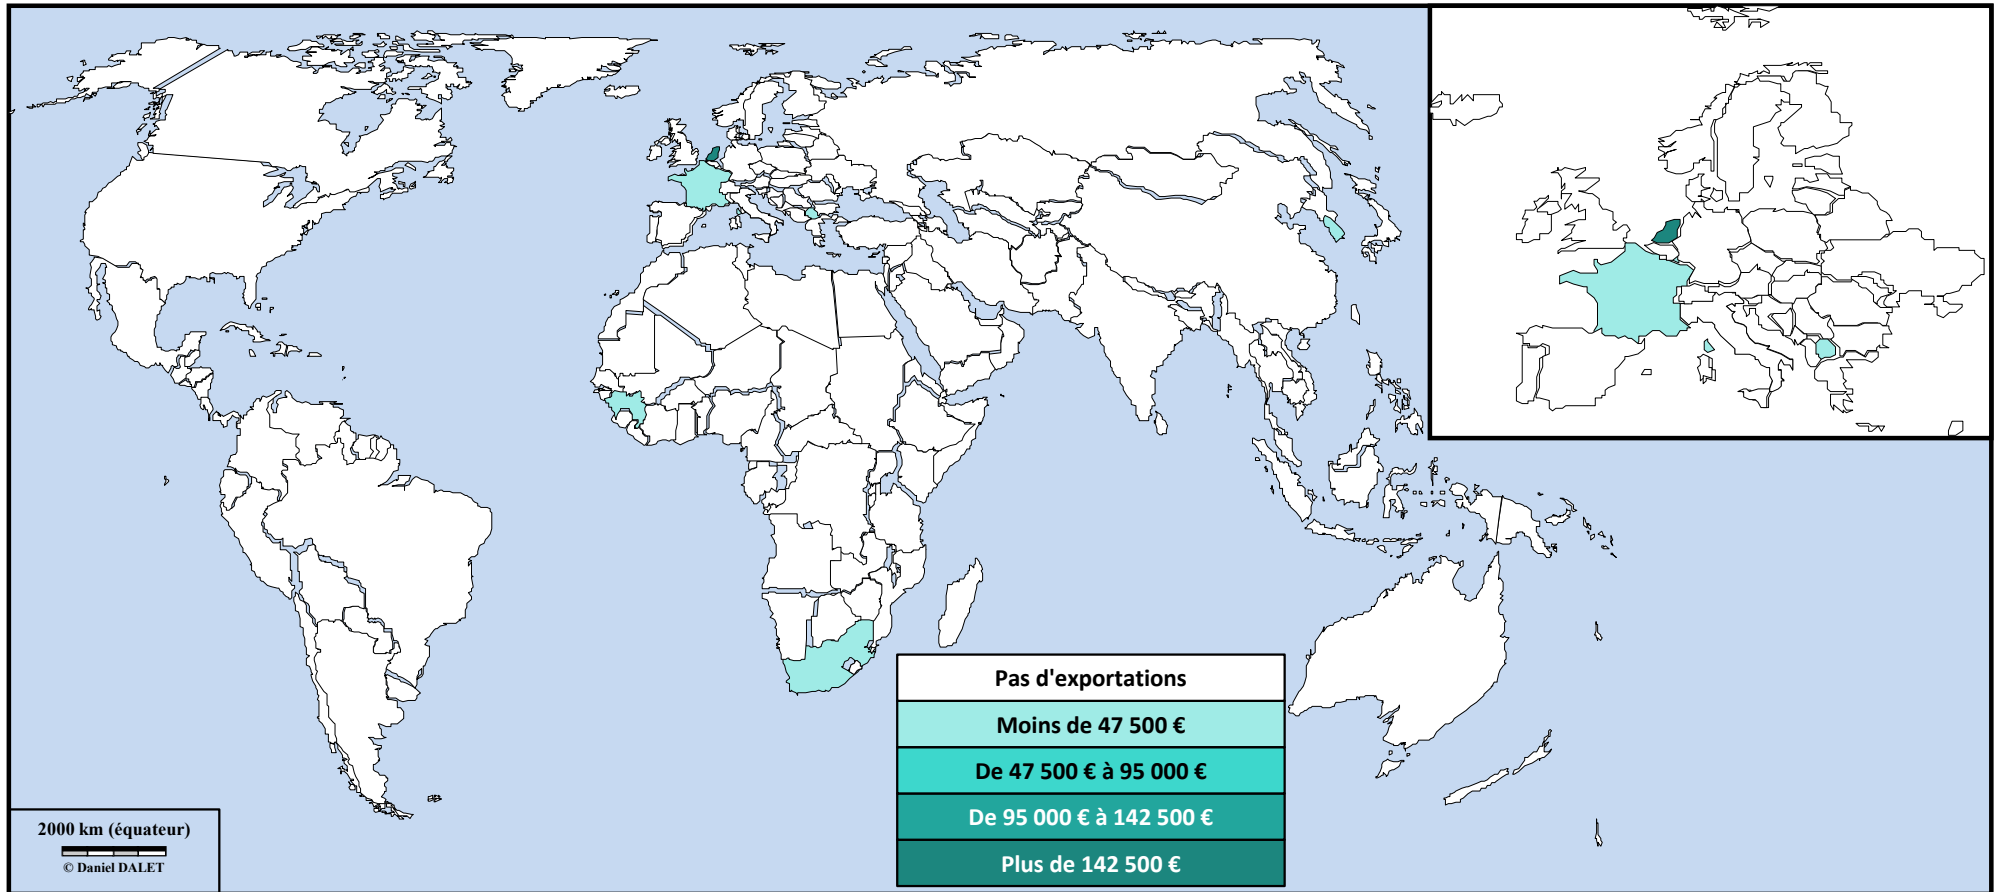 Pas d'exportations
Moins de 47 500 €
De 47 500 € à 95 000 €
De 95 000 € à 142 500 €
Plus de 142 500 €
2000 km (équateur)
© Daniel DALET